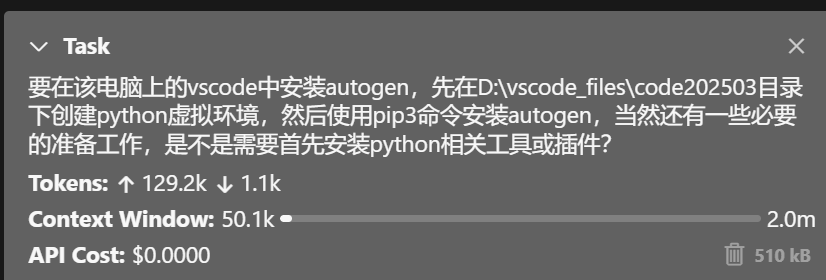 Task
要在该电脑上的vscode中安装autogen，先在D:\vscode_files\code202503目录
下创建python虚拟环境，然后使用pip3命令安装autogen，当然还有一些必要
的准备工作，是不是需要首先安装python相关工具或插件？
Tokens: ↑ 129.2k ↓ 1.1k
Context Window: 50.1k 2.0m
API Cost: $0.0000 510 kB